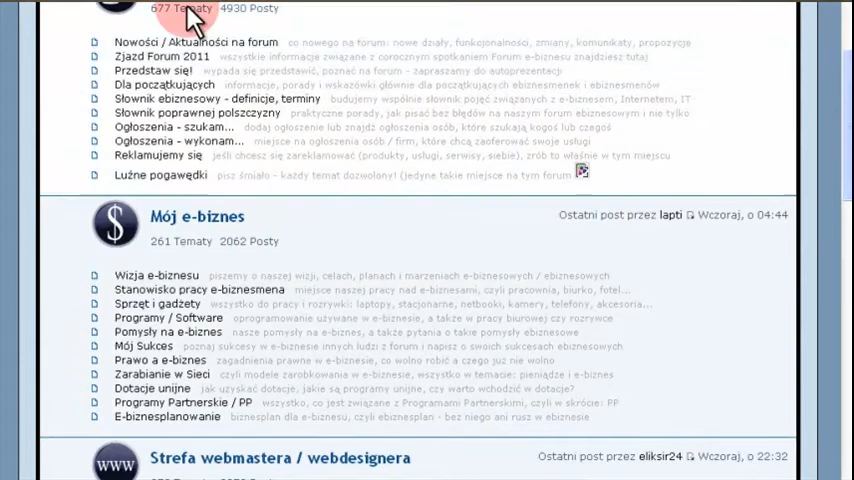 677 Tematy 4930 Posty
Nowości / Aktualności na forum co nowego na forum: nowe działy, funkcjonalności, zmiany, komunikaty, propozycje
Zjazd Forum 2011 wszystkie informacje związane z corocznym spotkaniem Forum e-biznesu znajdziesz tutaj
Przedstaw się! wypada się przedstawić, poznać na forum - zapraszamy do autoprezentacji
Dla początkujących informacje, porady i wskazówki głównie dla początkujących ebiznesmenek i ebiznesmenów
Słownik ebiznesowy - definicje, terminy budujemy wspólnie słownik pojęć związanych z e-biznesem, Internetem, IT
Słownik poprawnej polszczyzny praktyczne porady, jak pisać bez błędów na naszym forum ebiznesowym i nie tylko
Ogłoszenia - szukam... dodaj ogłoszenie lub znajdź ogłoszenia osób, które szukają kogoś lub czegoś
Ogłoszenia - wykonam... miejsce na ogłoszenia osób / firm, które chcą zaoferować swoje usługi
Reklamujemy się jeśli chcesz się zareklamować (produkty, usługi, serwisy, siebie), zrób to właśnie w tym miejscu
Luźne pogawędki pisz śmiało - każdy temat dozwolony! (jedyne takie miejsce na tym forum
Mój e-biznes Ostatni post przez lapti Wczoraj, o 04:44
261 Tematy 2062 Posty
Wizja e-biznesu piszemy o naszej wizji, celach, planach i marzeniach e-biznesowych / ebiznesowych
Stanowisko pracy e-biznesmena miejsce naszej pracy nad e-biznesami, czyli pracownia, biurko, fotel...
Sprzęt i gadżety wszystko do pracy i rozrywki: laptopy, stacjonarne, netbooki, kamery, telefony, akcesoria...
Programy / Software oprogramowanie używane w e-biznesie, a także w pracy biurowej czy rozrywce
Pomysły na e-biznes nasze pomysły na e-biznes, a także pytania o takie pomysły ebiznesowe
Mój Sukces poznaj sukcesy w e-biznesie innych ludzi z forum i napisz o swoich sukcesach ebiznesowych
Prawo a e-biznes zagadnienia prawne w e-biznesie, co wolno robić a czego już nie wolno
Zarabianie w Sieci czyli modele zarobkowania w e-biznesie, wszystko w temacie: pieniądze i e-biznes
Dotacje unijne jak uzyskać dotacje, jakie są programy unijne, czy warto wchodzić w dotacje?
Programy Partnerskie / PP wszystko, co jest związane z Programami Partnerskimi, czyli w skrócie: PP
E-biznesplanowanie biznesplan dla e-biznesu, czyli ebiznesplan - bez niego ani rusz w ebiznesie
www Strefa webmastera / webdesignera Ostatni post przez eliksir24 Wczoraj, o 22:32